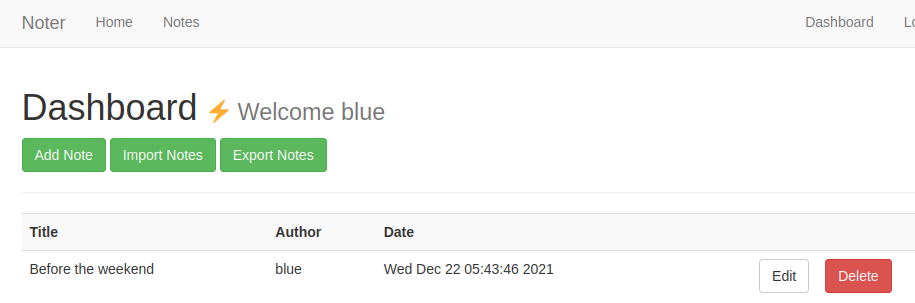 Noter Home Notes Dashboard
Dashboard ⚡ Welcome blue
Add Note Import Notes Export Notes
Title Author Date
Before the weekend blue Wed Dec 22 05:43:46 2021 Edit Delete